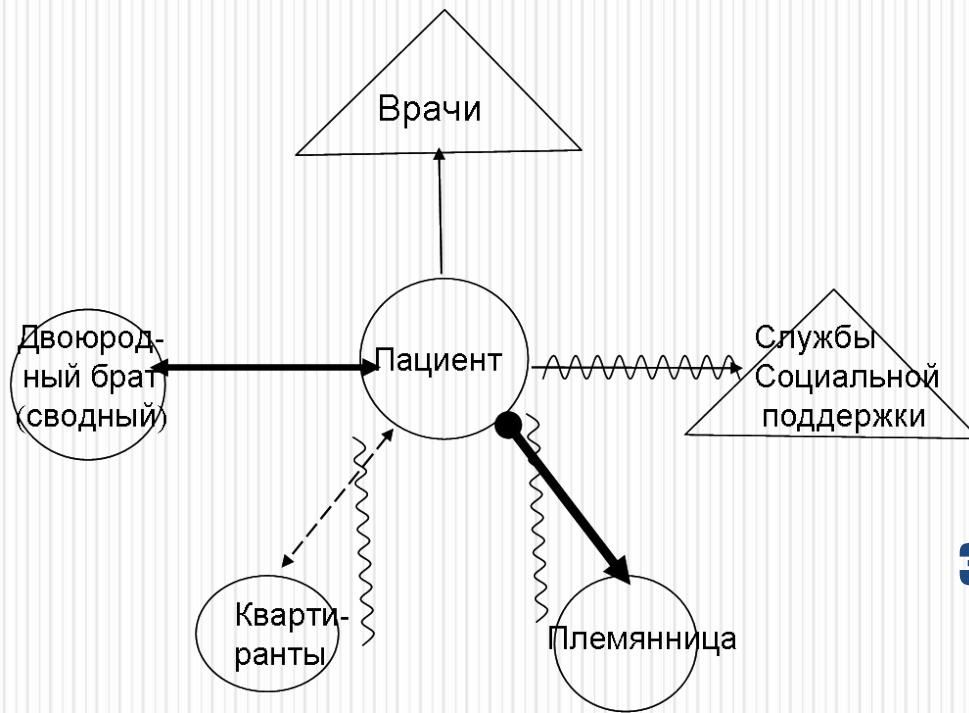 Врачи
Двоюрод-
ный брат
(сводный)
Пациент
Службы
Социальной
поддержки
Кварти-
ранты
Племянница